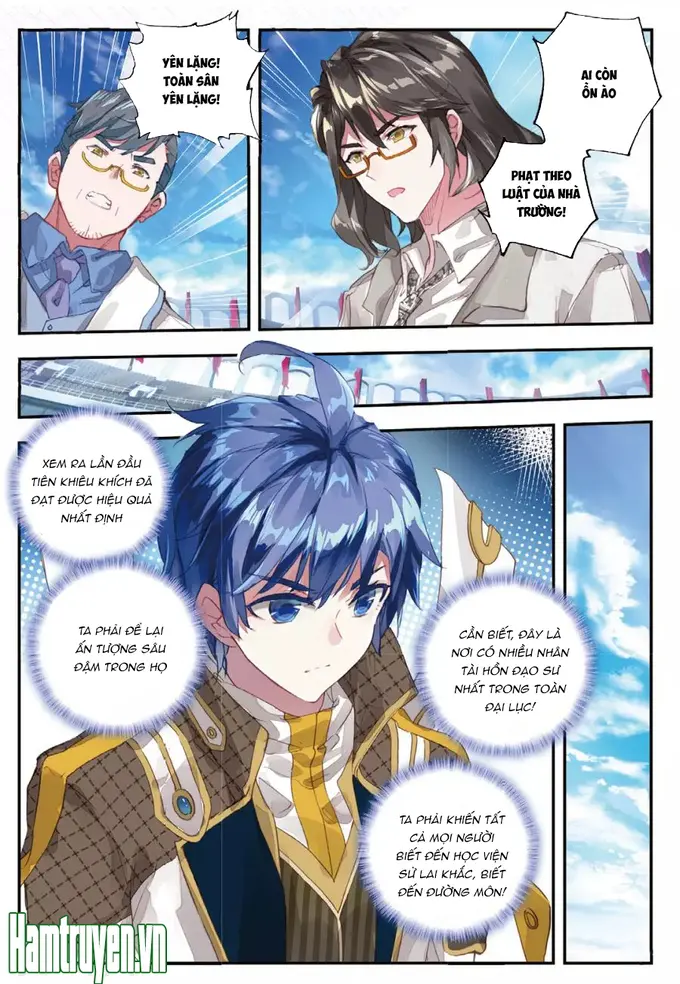 YÊN LẶNG!
TOÀN SÂN
YÊN LẶNG!
AI CÒN
ỒN ÀO
PHẠT THEO
LUẬT CỦA NHÀ
TRƯỜNG!
XEM RA LẦN ĐẦU
TIÊN KHIÊU KHÍCH ĐÃ
ĐẠT ĐƯỢC HIỆU QUẢ
NHẤT ĐỊNH
TA PHẢI ĐỂ LẠI
ẤN TƯỢNG SÂU
ĐẬM TRONG HỌ
CẦN BIẾT, ĐÂY LÀ
NƠI CÓ NHIỀU NHÂN
TÀI HỒN ĐẠO SƯ
NHẤT TRONG TOÀN
ĐẠI LỤC!
TA PHẢI KHIẾN TẤT
CẢ MỌI NGƯỜI
BIẾT ĐẾN HỌC VIỆN
SỬ LAI KHẮC, BIẾT
ĐẾN ĐƯỜNG MÔN!
Hamtruyen.vn